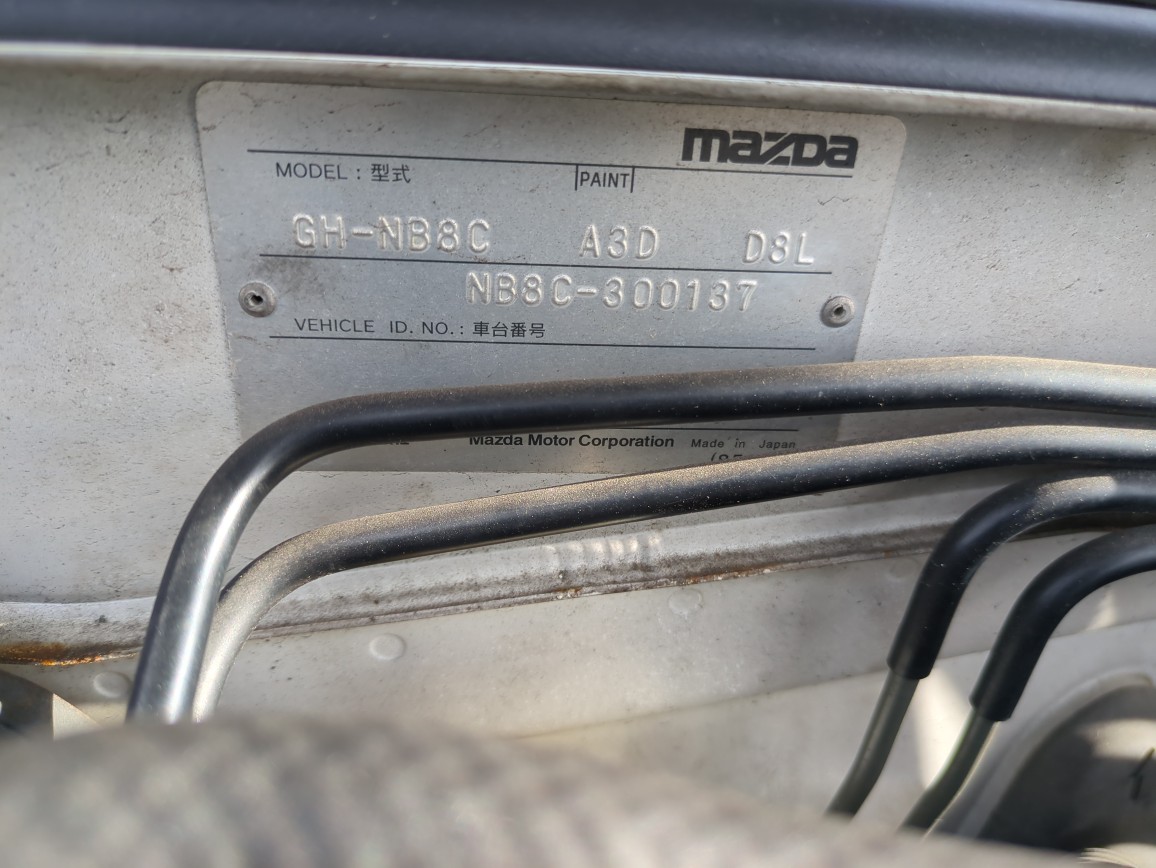 mazda
MODEL : 型式 PAINT
GH-NB8C A3D D8L
NB8C-300137
VEHICLE ID. NO. : 車台番号
Mazda Motor Corporation Made in Japan